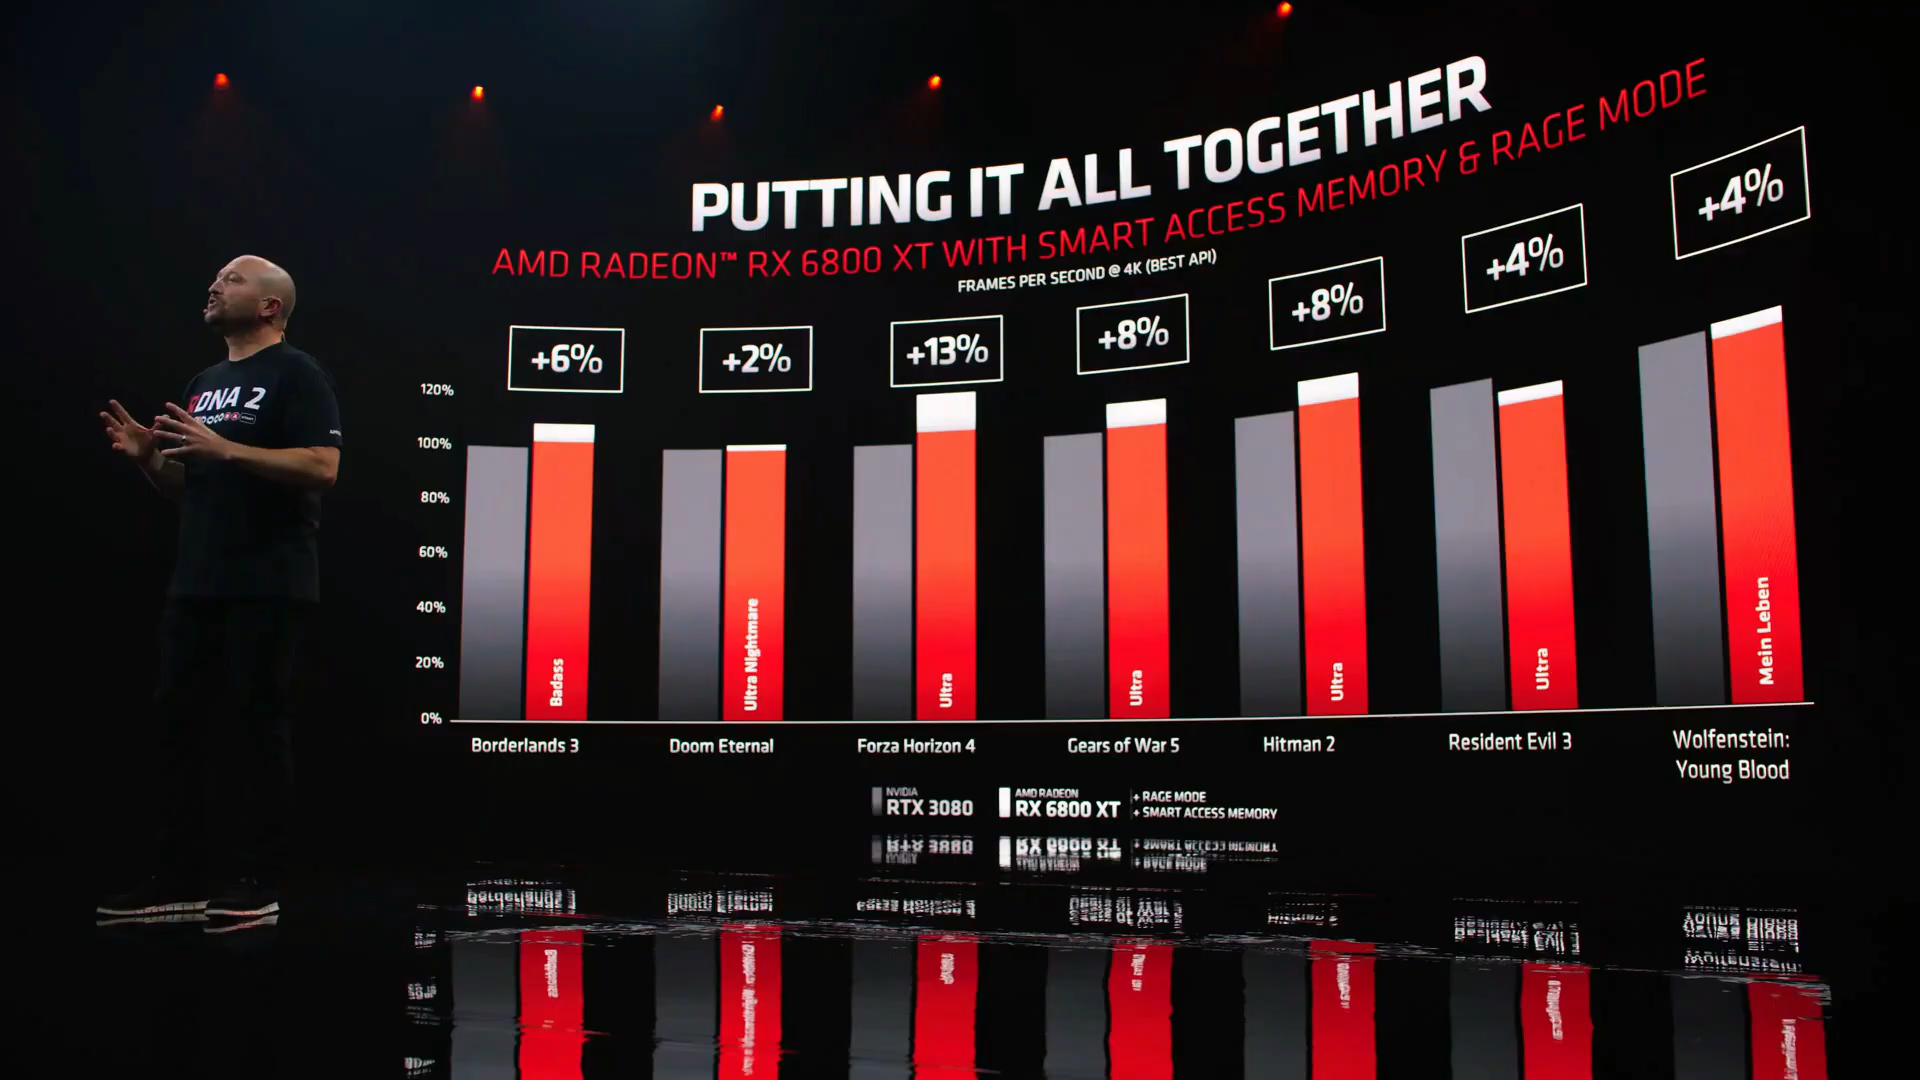 PUTTING IT ALL TOGETHER
AMD RADEON™ RX 6800 XT WITH SMART ACCESS MEMORY & RAGE MODE
FRAMES PER SECOND @ 4K (BEST API)
+6%
+2%
+13%
+8%
+8%
+4%
+4%
120%
100%
80%
60%
40%
20%
0%
Badass
Ultra Nightmare
Ultra
Ultra
Ultra
Ultra
Mein Leben
Borderlands 3
Doom Eternal
Forza Horizon 4
Gears of War 5
Hitman 2
Resident Evil 3
Wolfenstein:
Young Blood
NVIDIA
RTX 3080
AMD RADEON
RX 6800 XT
+ RAGE MODE
+ SMART ACCESS MEMORY
RDNA 2